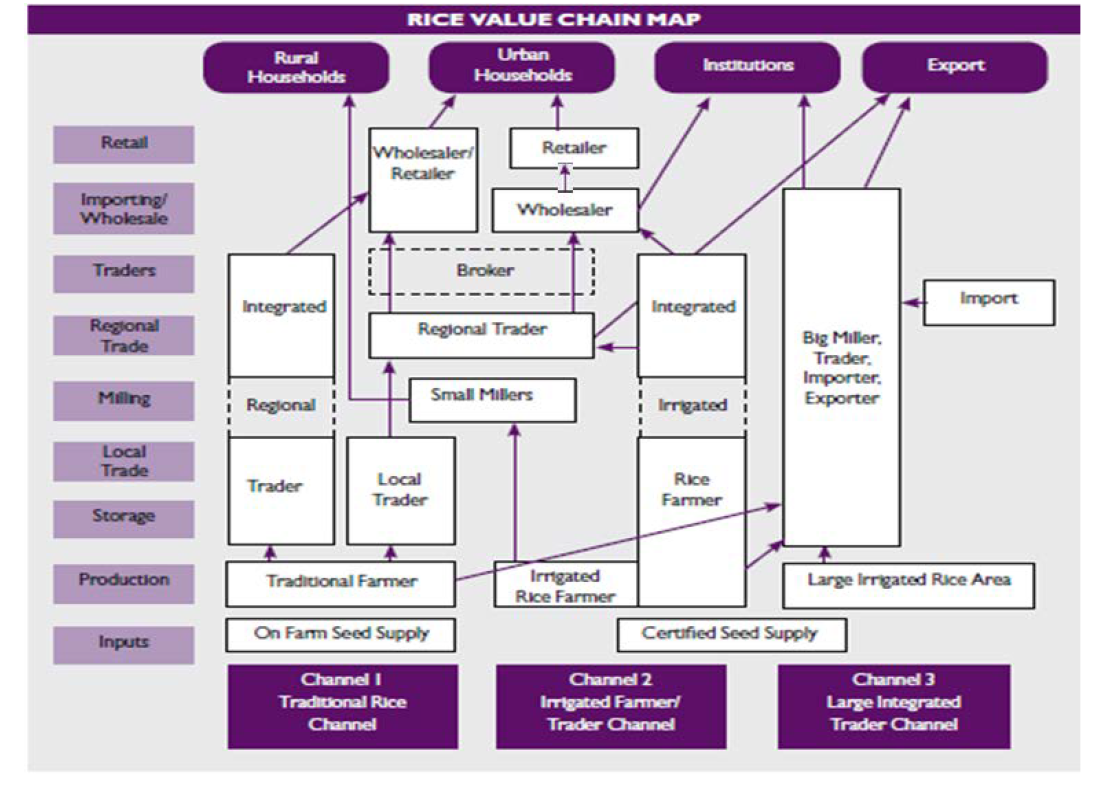 RICE VALUE CHAIN MAP
Rural
Households
Urban
Households
Institutions
Export
Retail
Wholesaler/
Retailer
Retailer
Importing/
Wholesale
Wholesaler
Traders
Broker
Integrated
Integrated
Import
Regional
Trade
Regional Trader
Big Miller,
Trader,
Importer,
Exporter
Milling
Regional
Small Millers
Irrigated
Local
Trade
Trader
Local
Trader
Rice
Farmer
Storage
Production
Traditional Farmer
Irrigated
Rice Farmer
Large Irrigated Rice Area
Inputs
On Farm Seed Supply
Certified Seed Supply
Channel 1
Traditional Rice
Channel
Channel 2
Irrigated Farmer/
Trader Channel
Channel 3
Large Integrated
Trader Channel